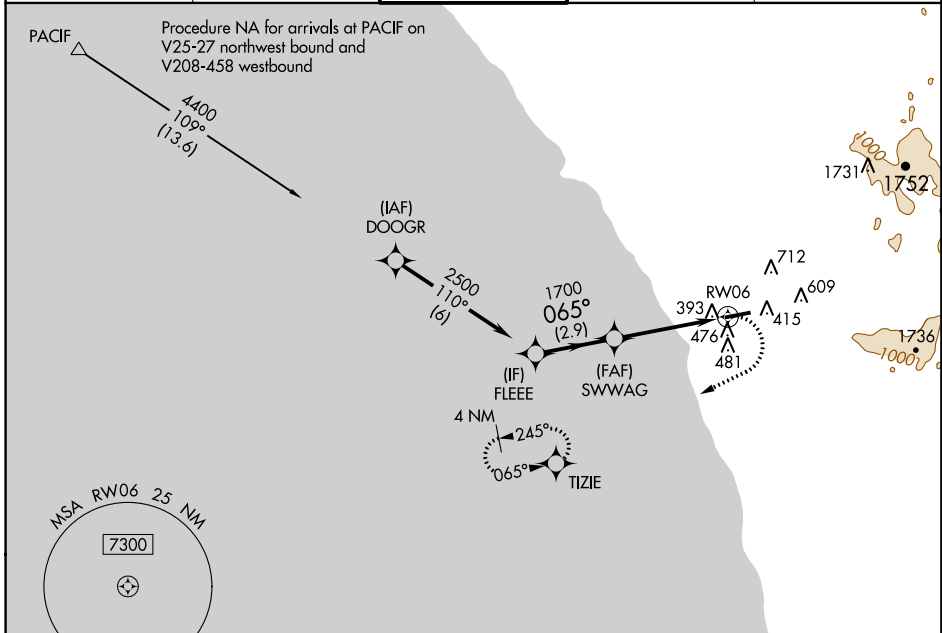 PACIF
Procedure NA for arrivals at PACIF on
V25-27 northwest bound and
V208-458 westbound
4400
109°
(13.6)
(IAF)
DOOGR
2500
110°
(6)
1700
065°
(2.9)
(IF)
FLEEE
(FAF)
SWWAG
RW06
393
476
481
415
712
609
1000
1731
1752
1736
1000
4 NM
245°
065°
TIZIE
MSA RW06 25 NM
7300